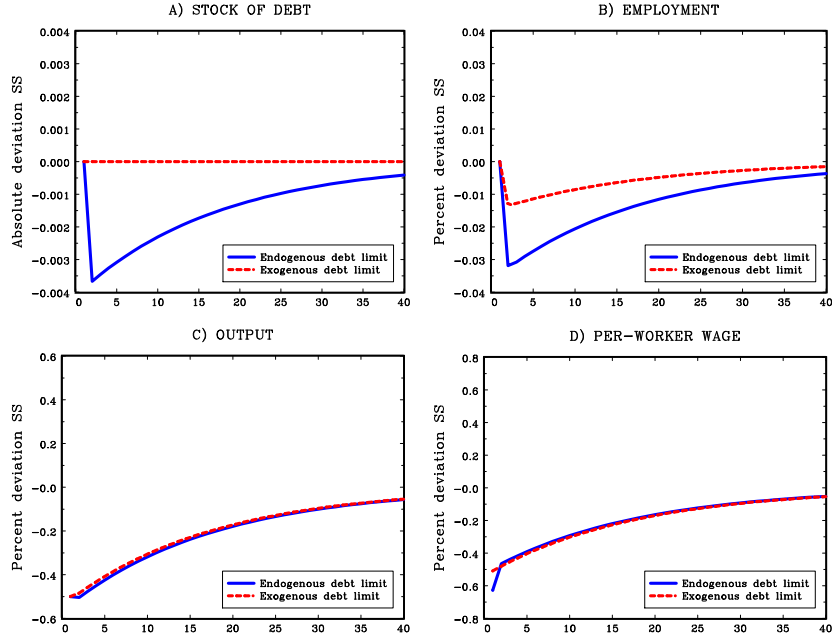 A) STOCK OF DEBT
Absolute deviation SS
0.004
0.003
0.002
0.001
0.000
−0.001
−0.002
−0.003
−0.004
0 5 10 15 20 25 30 35 40
Endogenous debt limit
Exogenous debt limit
B) EMPLOYMENT
Percent deviation SS
0.04
0.03
0.02
0.01
0.00
−0.01
−0.02
−0.03
−0.04
0 5 10 15 20 25 30 35 40
Endogenous debt limit
Exogenous debt limit
C) OUTPUT
Percent deviation SS
0.6
0.4
0.2
−0.0
−0.2
−0.4
−0.6
0 5 10 15 20 25 30 35 40
Endogenous debt limit
Exogenous debt limit
D) PER−WORKER WAGE
Percent deviation SS
0.8
0.6
0.4
0.2
−0.0
−0.2
−0.4
−0.6
−0.8
0 5 10 15 20 25 30 35 40
Endogenous debt limit
Exogenous debt limit